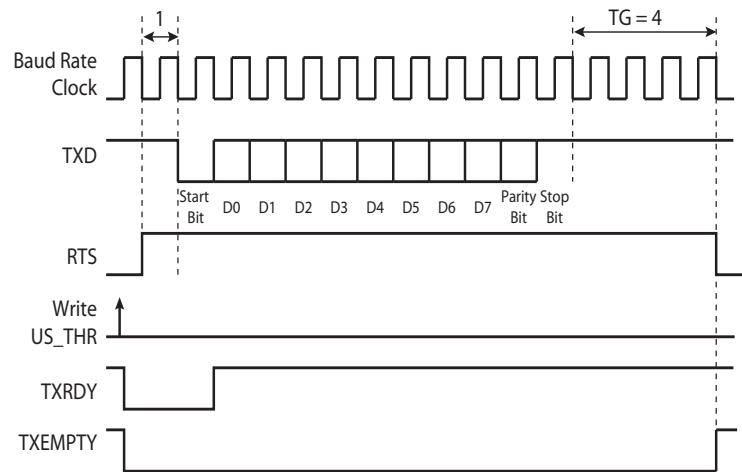 1
TG = 4
Baud Rate
Clock
TXD
Start
Bit
D0
D1
D2
D3
D4
D5
D6
D7
Parity
Bit
Stop
Bit
RTS
Write
US_THR
TXRDY
TXEMPTY